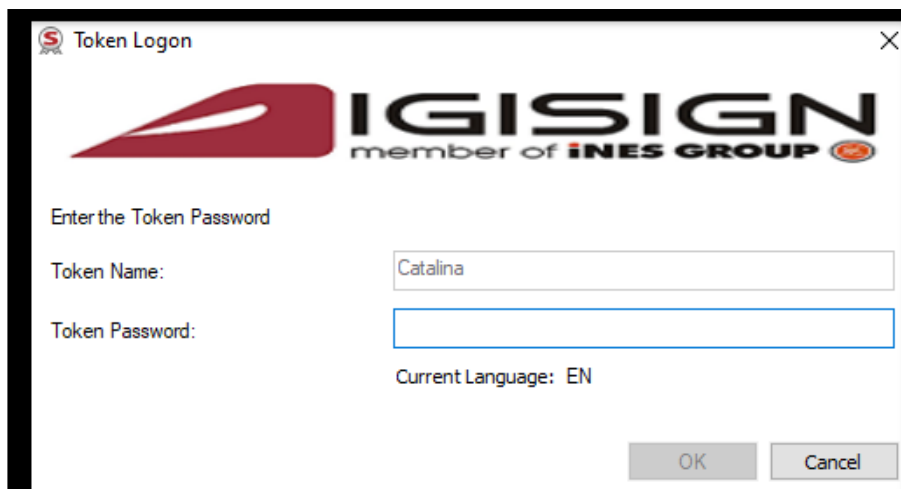 Token Logon
DIGISIGN
member of iNES GROUP
Enter the Token Password
Token Name: Catalina
Token Password:
Current Language: EN
OK Cancel